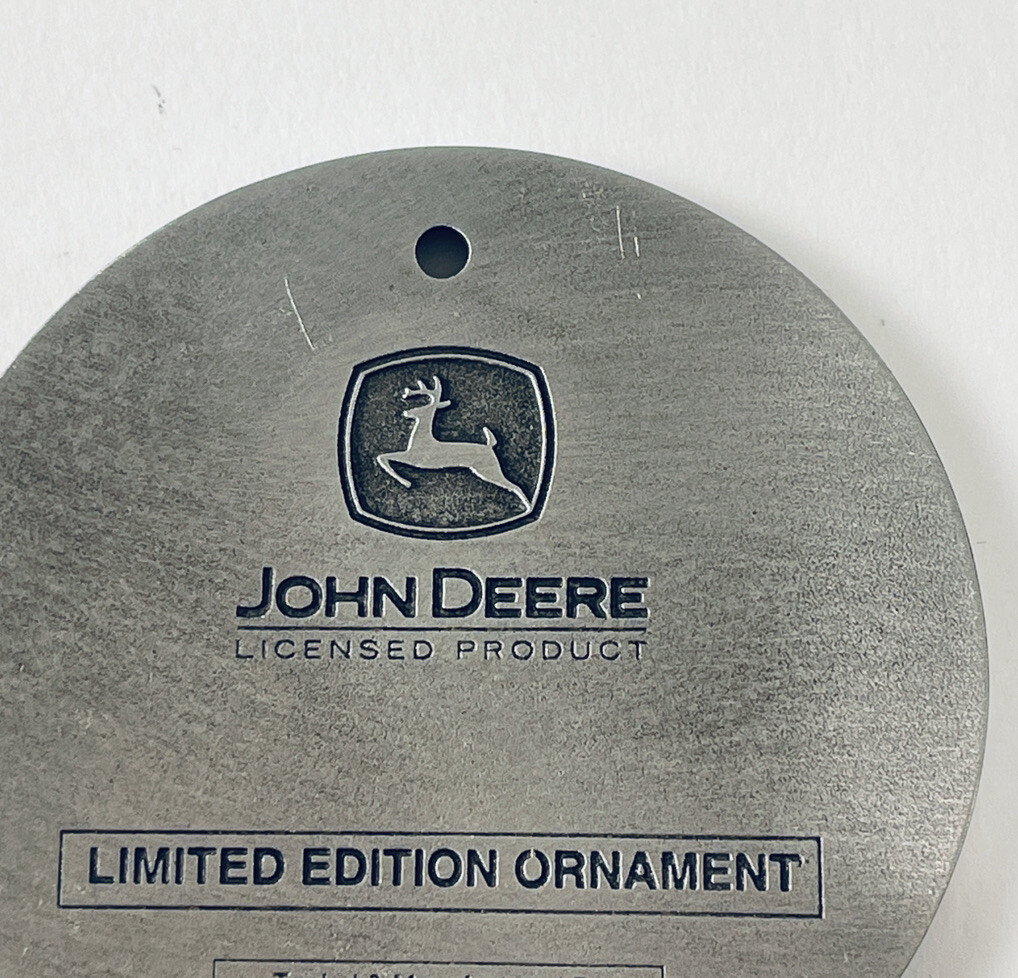 JOHN DEERE
LICENSED PRODUCT
LIMITED EDITION ORNAMENT